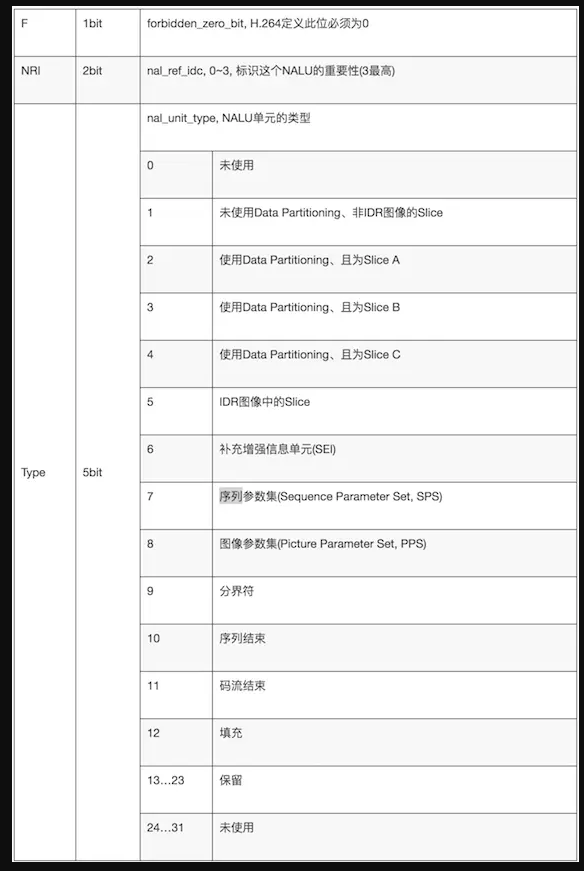 F 1bit forbidden_zero_bit, H.264定义此位必须为0
NRI 2bit nal_ref_idc, 0~3, 标识这个NALU的重要性(3最高)
nal_unit_type, NALU单元的类型
0 未使用
1 未使用Data Partitioning、非IDR图像的Slice
2 使用Data Partitioning、且为Slice A
3 使用Data Partitioning、且为Slice B
4 使用Data Partitioning、且为Slice C
5 IDR图像中的Slice
6 补充增强信息单元(SEI)
Type 5bit
7 序列参数集(Sequence Parameter Set, SPS)
8 图像参数集(Picture Parameter Set, PPS)
9 分界符
10 序列结束
11 码流结束
12 填充
13...23 保留
24...31 未使用